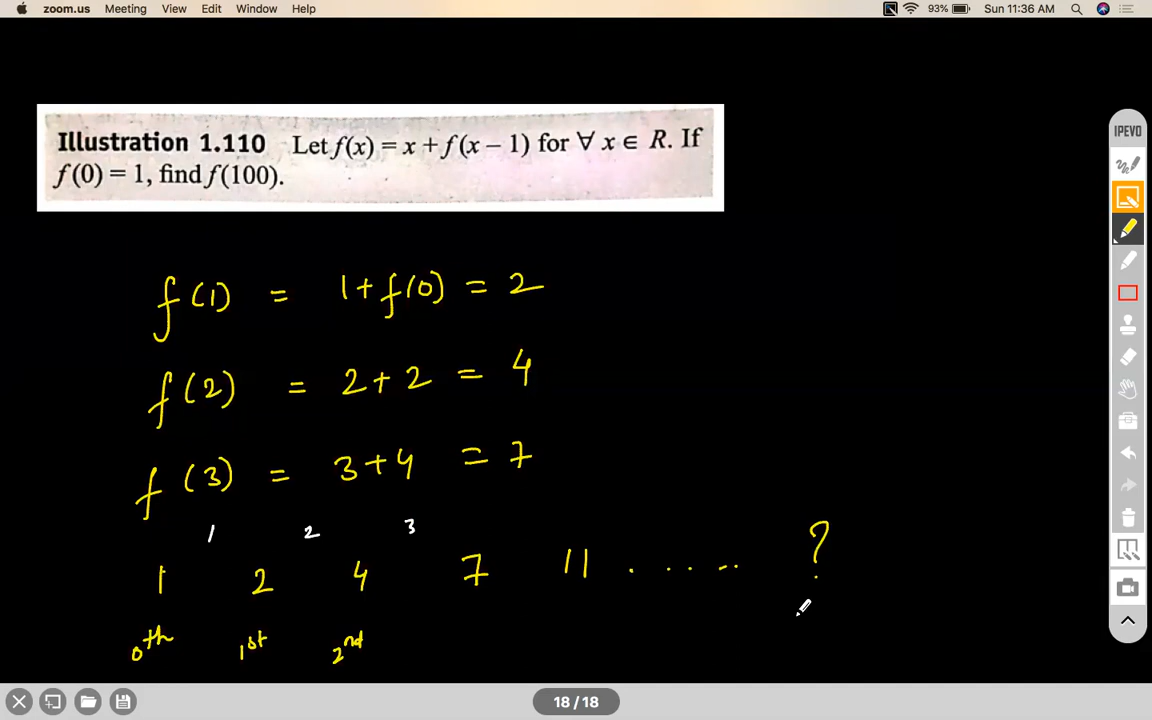 zoom.us Meeting View Edit Window Help 93% Sun 11:36 AM
Illustration 1.110 Let f(x) = x + f(x – 1) for ∀ x ∈ R. If
f(0) = 1, find f(100).
IPEVO
f(1) = 1+f(0) = 2
f(2) = 2+2 = 4
f(3) = 3+4 = 7
1 2 3
1 2 4 7 11 ...... ?
0th 1st 2nd
18 / 18